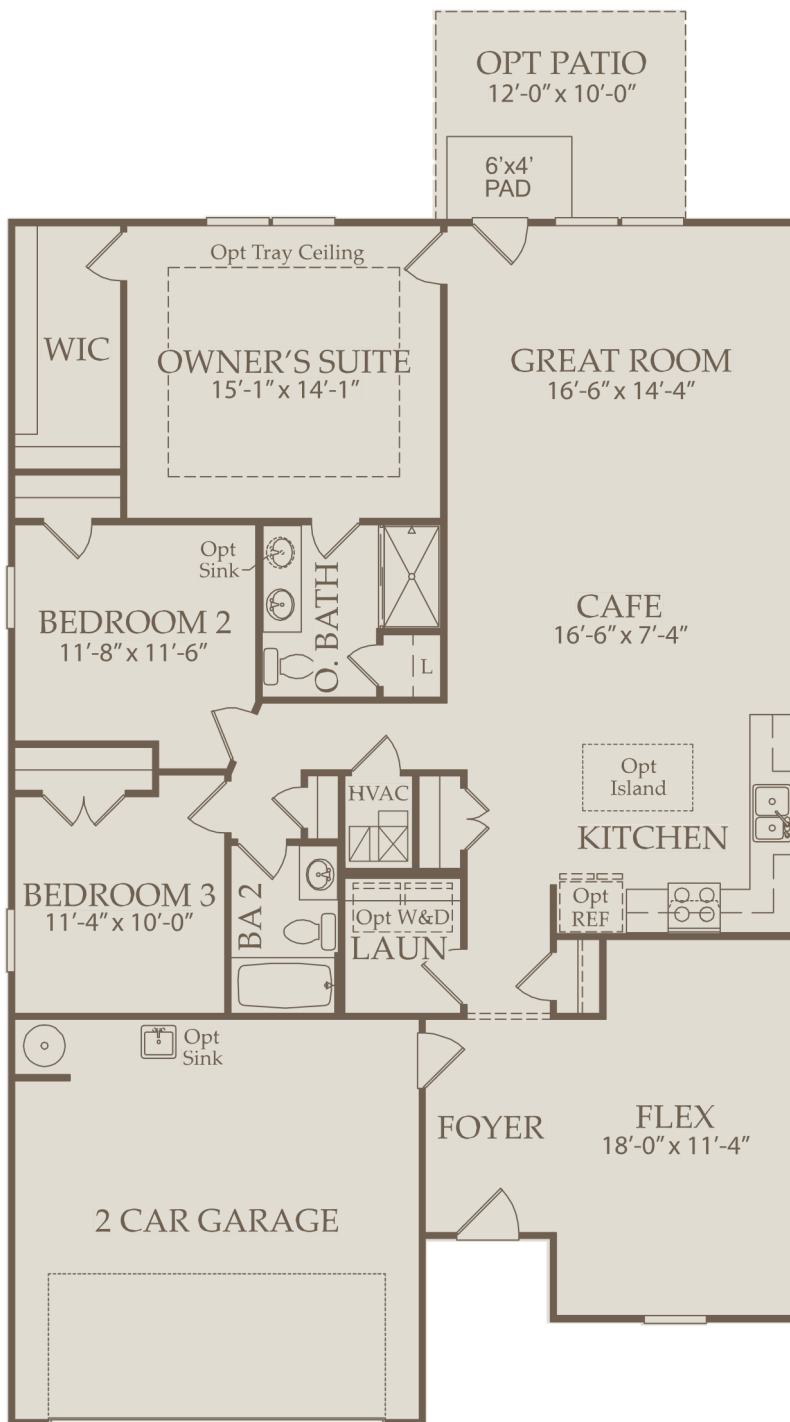 OPT PATIO
12'-0" x 10'-0"
6'x4'
PAD
Opt Tray Ceiling
WIC
OWNER'S SUITE
15'-1" x 14'-1"
GREAT ROOM
16'-6" x 14'-4"
Opt
Sink
O. BATH
L
BEDROOM 2
11'-8" x 11'-6"
CAFE
16'-6" x 7'-4"
HVAC
Opt
Island
KITCHEN
Opt
REF
BEDROOM 3
11'-4" x 10'-0"
BA 2
Opt W&D
LAUN
Opt
Sink
FOYER
FLEX
18'-0" x 11'-4"
2 CAR GARAGE